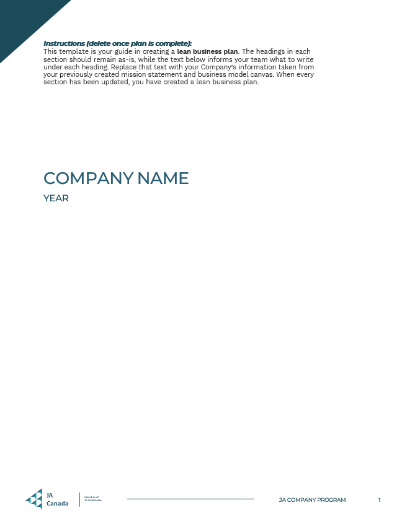 Instructions (delete once plan is complete):
This template is your guide in creating a lean business plan. The headings in each
section should remain as-is, while the text below informs your team what to write
under each heading. Replace that text with your Company's information taken from
your previously created mission statement and business model canvas. When every
section has been updated, you have created a lean business plan.
COMPANY NAME
YEAR
JA
Canada
JA COMPANY PROGRAM
1